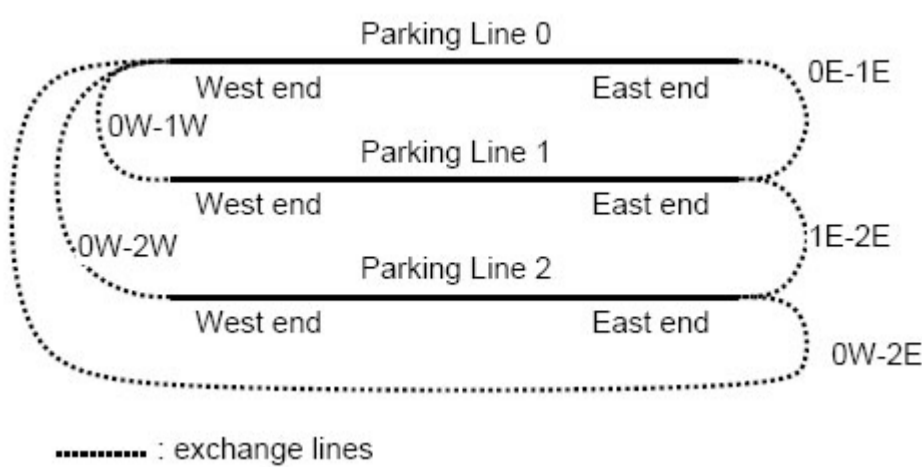 Parking Line 0
West end East end 0E-1E
0W-1W
Parking Line 1
West end East end
1E-2E
0W-2W
Parking Line 2
West end East end
0W-2E
: exchange lines